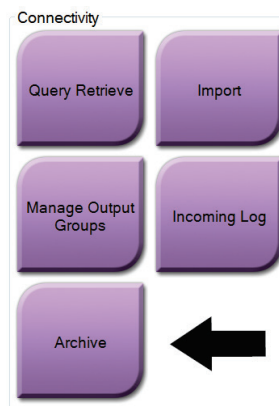 Connectivity
Query Retrieve
Import
Manage Output
Groups
Incoming Log
Archive